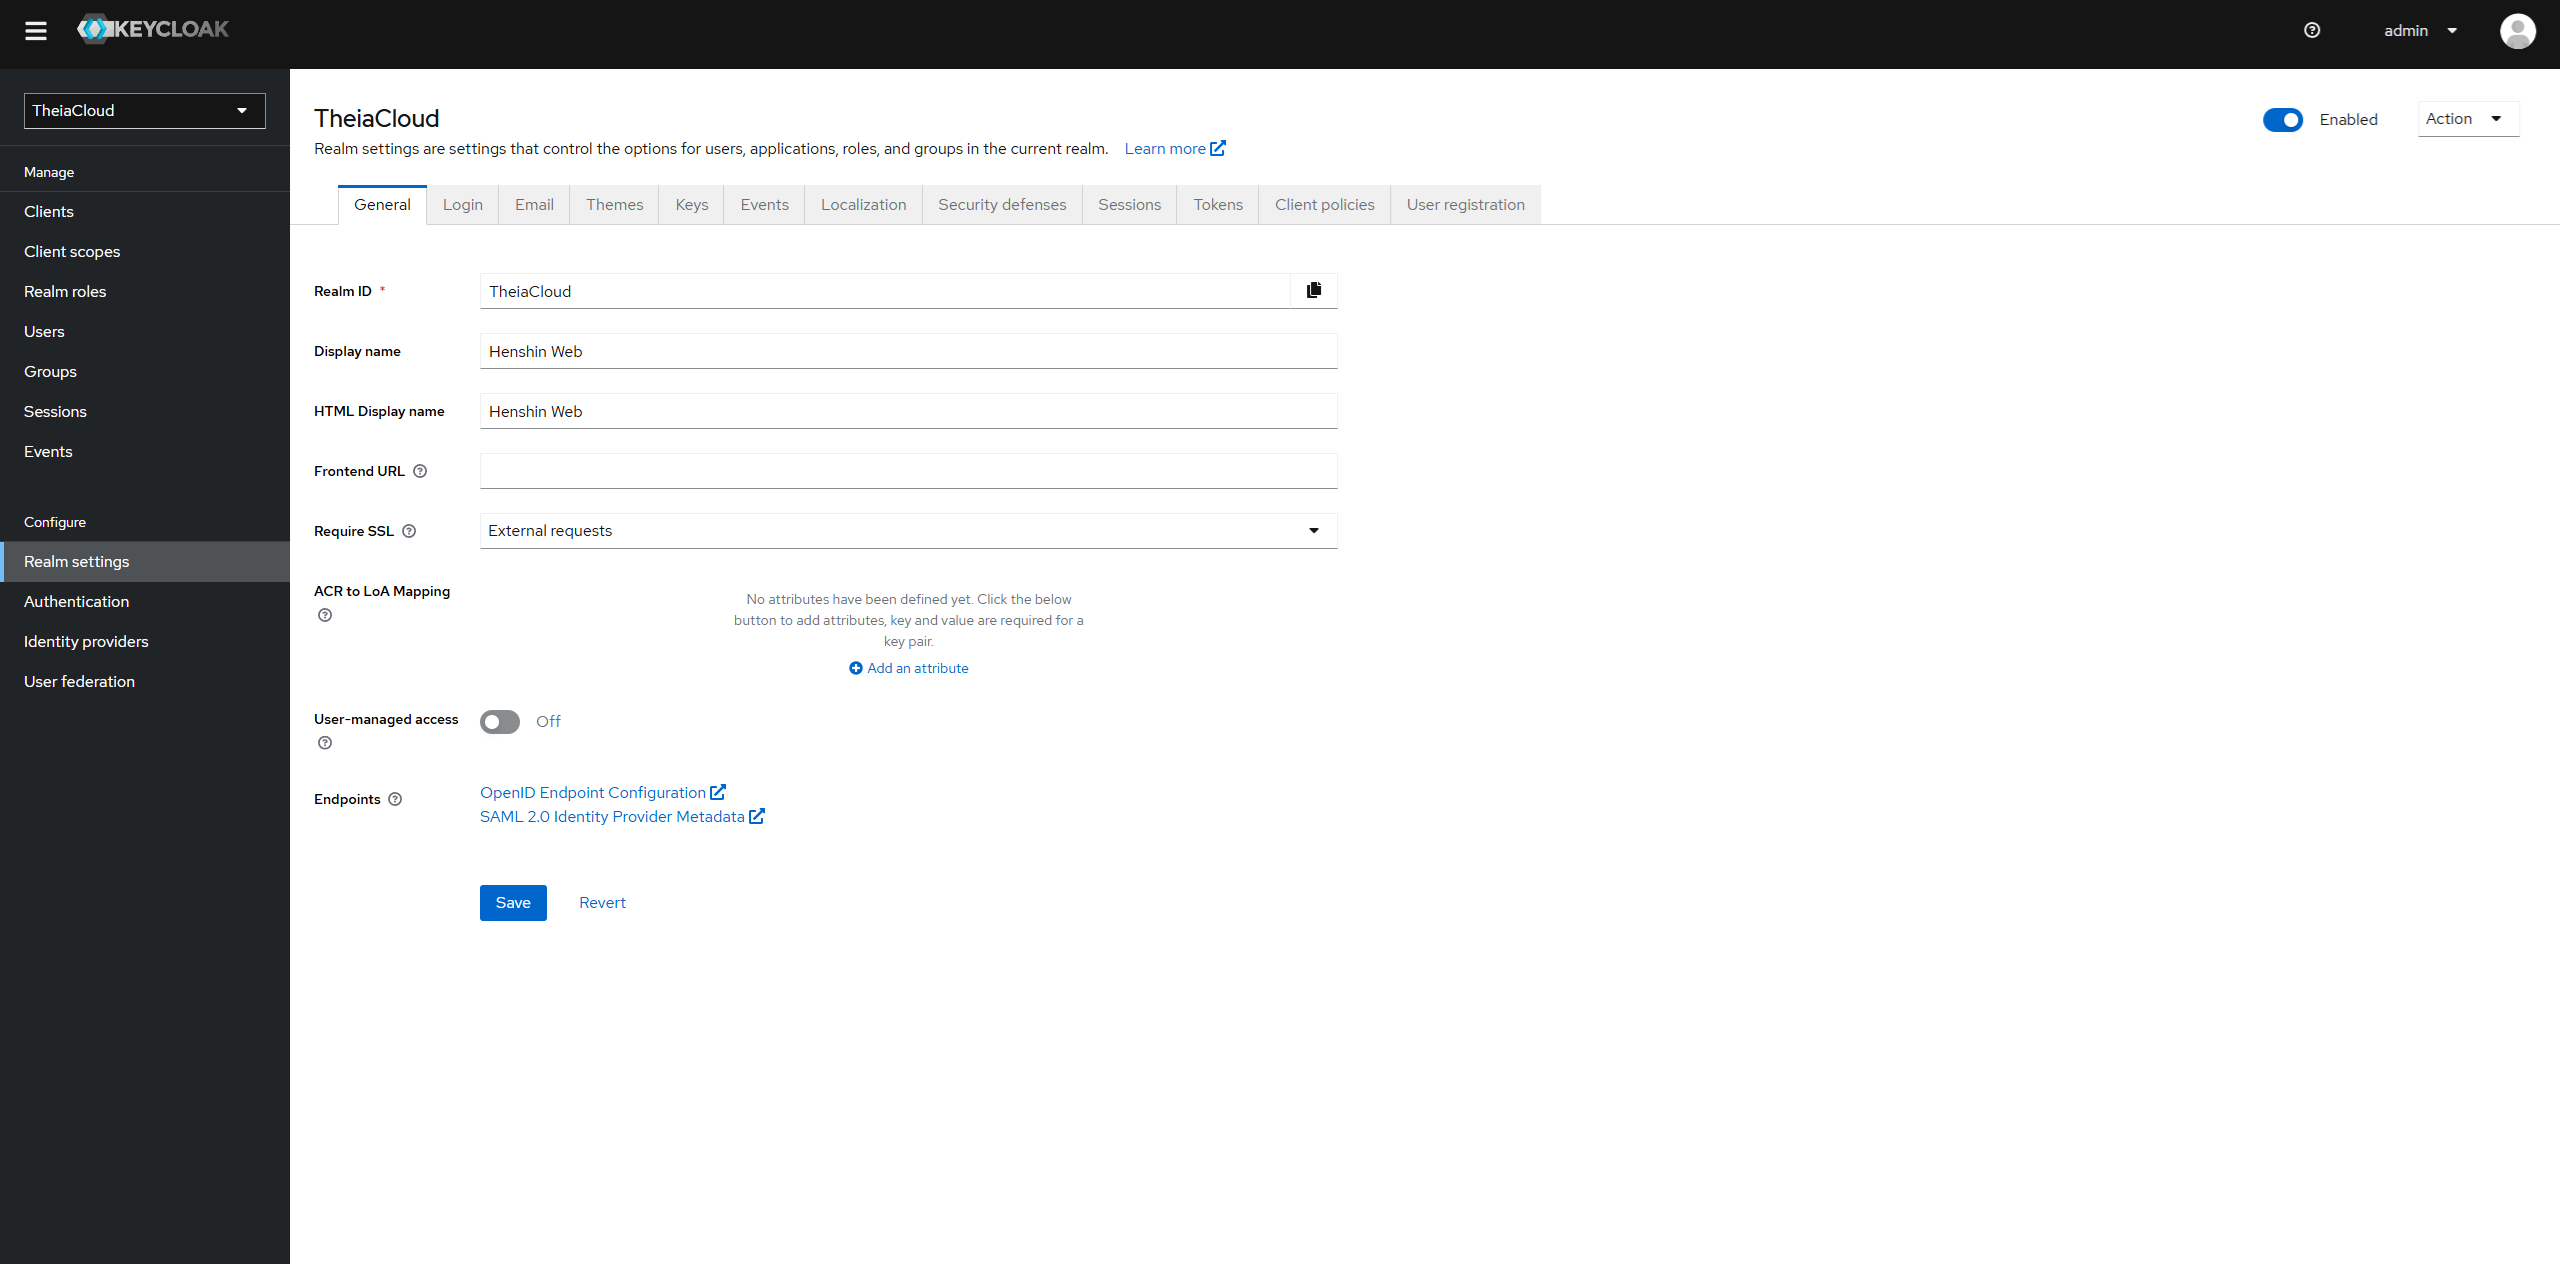 KEYCLOAK
admin
TheiaCloud
Manage
Clients
Client scopes
Realm roles
Users
Groups
Sessions
Events
Configure
Realm settings
Authentication
Identity providers
User federation
TheiaCloud
Enabled
Action
Realm settings are settings that control the options for users, applications, roles, and groups in the current realm. Learn more
General Login Email Themes Keys Events Localization Security defenses Sessions Tokens Client policies User registration
Realm ID * TheiaCloud
Display name Henshin Web
HTML Display name Henshin Web
Frontend URL
Require SSL External requests
ACR to LoA Mapping
No attributes have been defined yet. Click the below
button to add attributes, key and value are required for a
key pair.
Add an attribute
User-managed access Off
Endpoints
OpenID Endpoint Configuration
SAML 2.0 Identity Provider Metadata
Save Revert